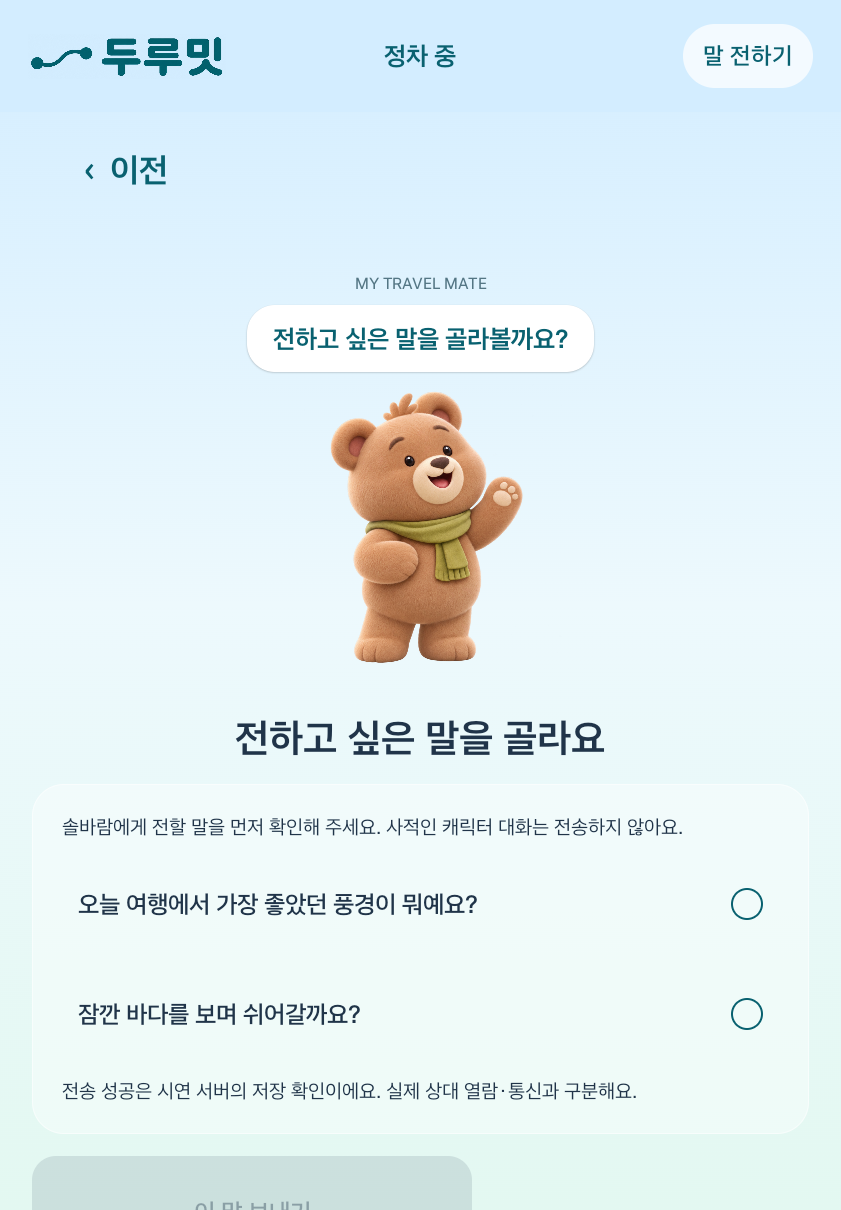 두루밋
정차 중
말 전하기
‹ 이전
MY TRAVEL MATE
전하고 싶은 말을 골라볼까요?
전하고 싶은 말을 골라요
솔바람에게 전할 말을 먼저 확인해 주세요. 사적인 캐릭터 대화는 전송하지 않아요.
오늘 여행에서 가장 좋았던 풍경이 뭐예요?
잠깐 바다를 보며 쉬어갈까요?
전송 성공은 시연 서버의 저장 확인이에요. 실제 상대 열람·통신과 구분해요.
이 말 보내기